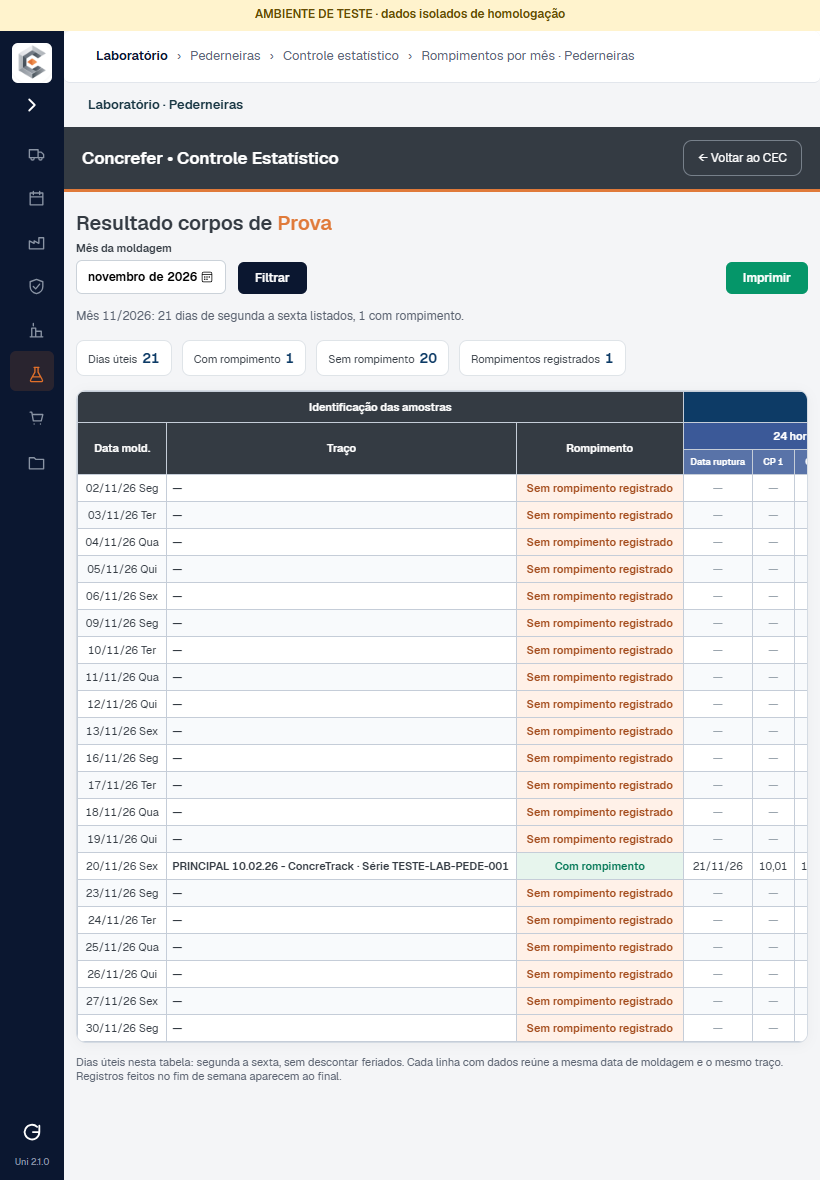 AMBIENTE DE TESTE · dados isolados de homologação
Laboratório › Pederneiras › Controle estatístico › Rompimentos por mês · Pederneiras
Laboratório · Pederneiras
Concrefer • Controle Estatístico
← Voltar ao CEC
Resultado corpos de Prova
Mês da moldagem
novembro de 2026
Filtrar
Imprimir
Mês 11/2026: 21 dias de segunda a sexta listados, 1 com rompimento.
Dias úteis 21
Com rompimento 1
Sem rompimento 20
Rompimentos registrados 1
Identificação das amostras
24 hor
Data mold. Traço Rompimento
Data ruptura CP 1
02/11/26 Seg — Sem rompimento registrado — —
03/11/26 Ter — Sem rompimento registrado — —
04/11/26 Qua — Sem rompimento registrado — —
05/11/26 Qui — Sem rompimento registrado — —
06/11/26 Sex — Sem rompimento registrado — —
09/11/26 Seg — Sem rompimento registrado — —
10/11/26 Ter — Sem rompimento registrado — —
11/11/26 Qua — Sem rompimento registrado — —
12/11/26 Qui — Sem rompimento registrado — —
13/11/26 Sex — Sem rompimento registrado — —
16/11/26 Seg — Sem rompimento registrado — —
17/11/26 Ter — Sem rompimento registrado — —
18/11/26 Qua — Sem rompimento registrado — —
19/11/26 Qui — Sem rompimento registrado — —
20/11/26 Sex PRINCIPAL 10.02.26 - ConcreTrack · Série TESTE-LAB-PEDE-001 Com rompimento 21/11/26 10,01 1
23/11/26 Seg — Sem rompimento registrado — —
24/11/26 Ter — Sem rompimento registrado — —
25/11/26 Qua — Sem rompimento registrado — —
26/11/26 Qui — Sem rompimento registrado — —
27/11/26 Sex — Sem rompimento registrado — —
30/11/26 Seg — Sem rompimento registrado — —
Dias úteis nesta tabela: segunda a sexta, sem descontar feriados. Cada linha com dados reúne a mesma data de moldagem e o mesmo traço.
Registros feitos no fim de semana aparecem ao final.
Uni 2.1.0